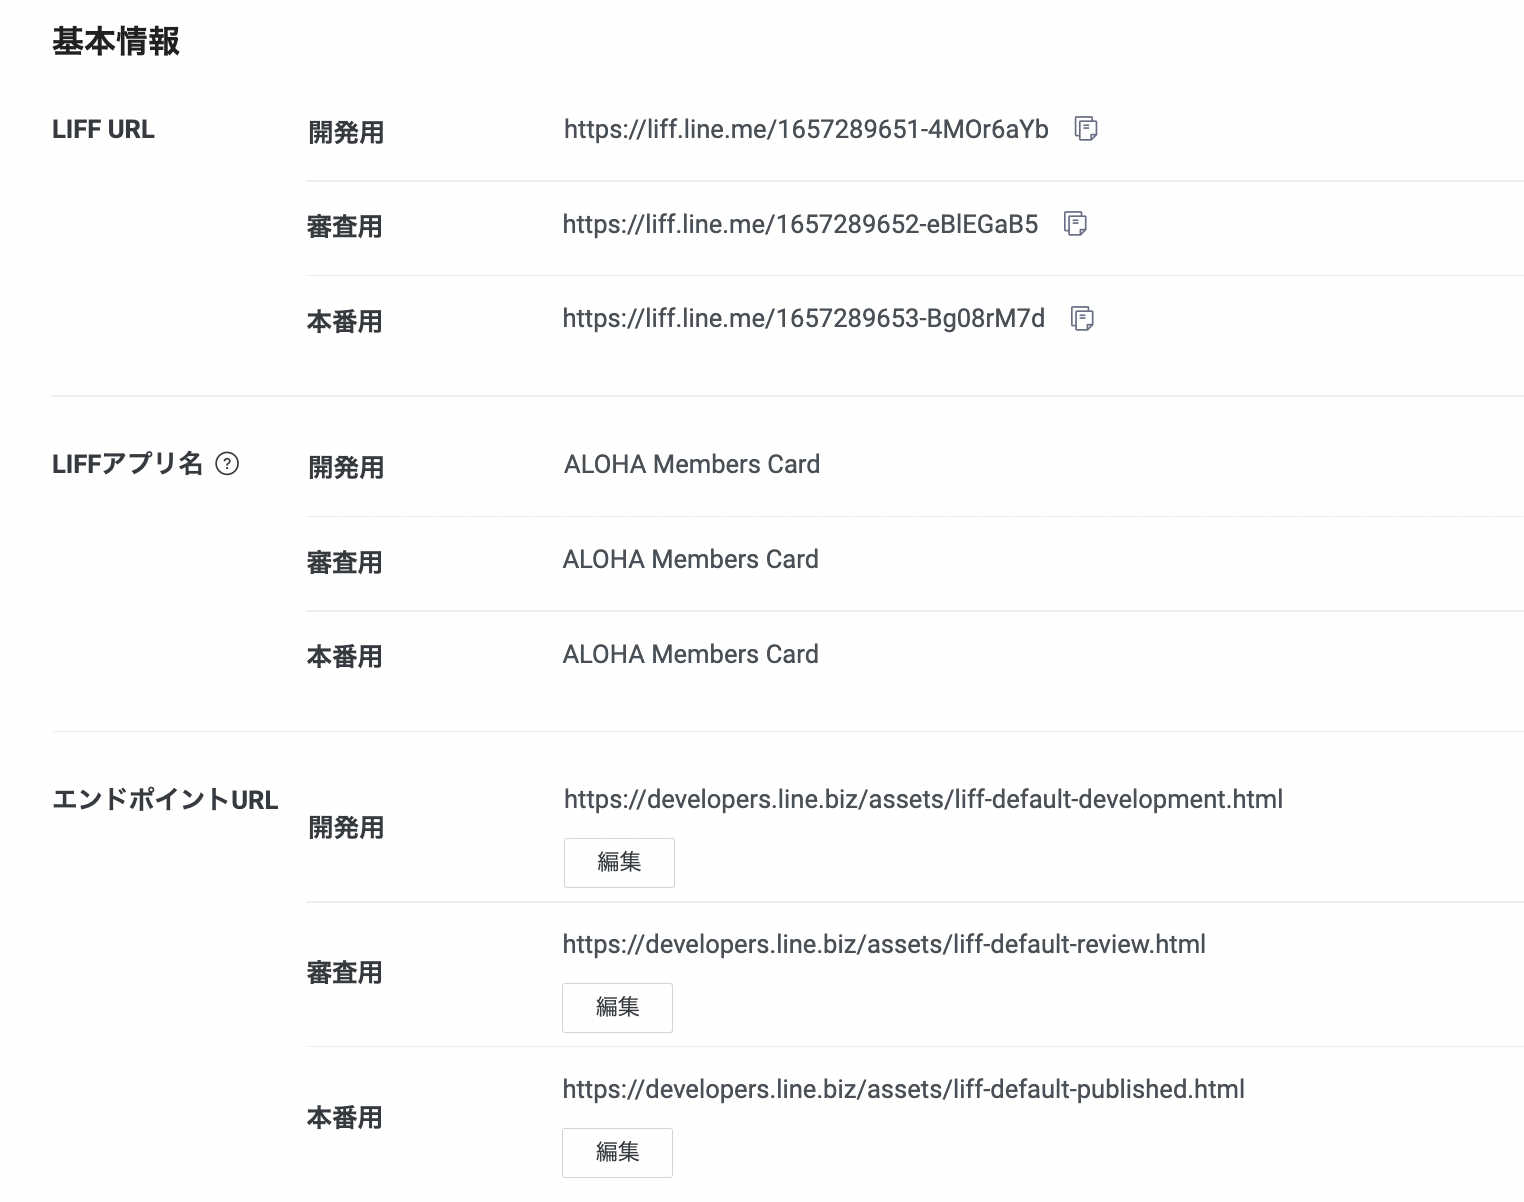 基本情報
LIFF URL
開発用
https://liff.line.me/1657289651-4MOr6aYb
審査用
https://liff.line.me/1657289652-eBlEGaB5
本番用
https://liff.line.me/1657289653-Bg08rM7d
LIFFアプリ名 ?
開発用
ALOHA Members Card
審査用
ALOHA Members Card
本番用
ALOHA Members Card
エンドポイントURL
開発用
https://developers.line.biz/assets/liff-default-development.html
編集
審査用
https://developers.line.biz/assets/liff-default-review.html
編集
本番用
https://developers.line.biz/assets/liff-default-published.html
編集